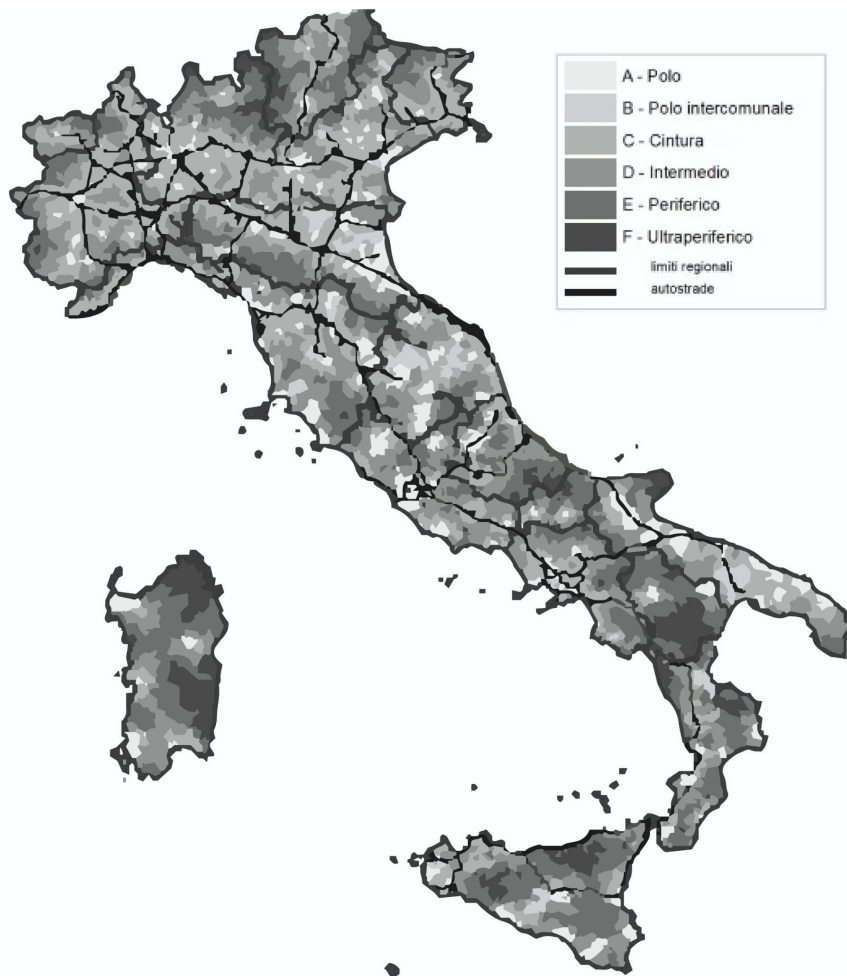 A - Polo
B - Polo intercomunale
C - Cintura
D - Intermedio
E - Periferico
F - Ultraperiferico
limiti regionali
autostrade